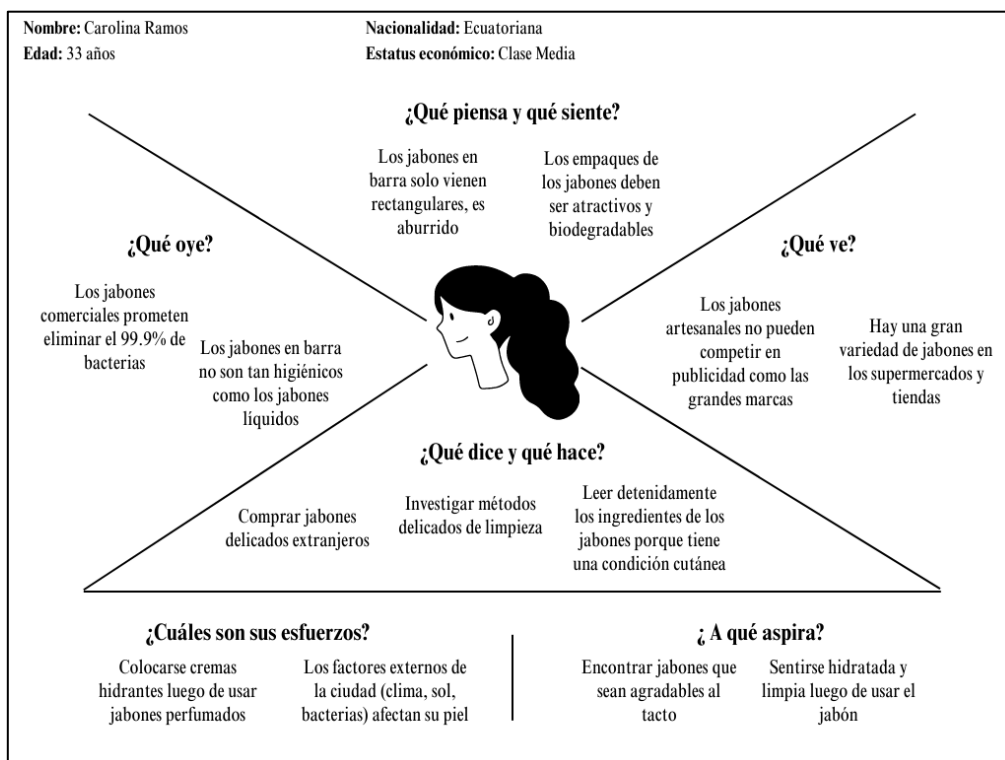 Nombre: Carolina Ramos
Nacionalidad: Ecuatoriana
Edad: 33 años
Estatus económico: Clase Media
¿Qué piensa y qué siente?
Los jabones en
barra solo vienen
rectangulares, es
aburrido
Los empaques de
los jabones deben
ser atractivos y
biodegradables
¿Qué oye?
Los jabones
comerciales prometen
eliminar el 99.9% de
bacterias
Los jabones en barra
no son tan higiénicos
como los jabones
líquidos
¿Qué ve?
Los jabones
artesanales no pueden
competir en
publicidad como las
grandes marcas
Hay una gran
variedad de jabones en
los supermercados y
tiendas
¿Qué dice y qué hace?
Comprar jabones
delicados extranjeros
Investigar métodos
delicados de limpieza
Leer detenidamente
los ingredientes de los
jabones porque tiene
una condición cutánea
¿Cuáles son sus esfuerzos?
Colocarse cremas
hidrantes luego de usar
jabones perfumados
Los factores externos de
la ciudad (clima, sol,
bacterias) afectan su piel
¿ A qué aspira?
Encontrar jabones que
sean agradables al
tacto
Sentirse hidratada y
limpia luego de usar el
jabón